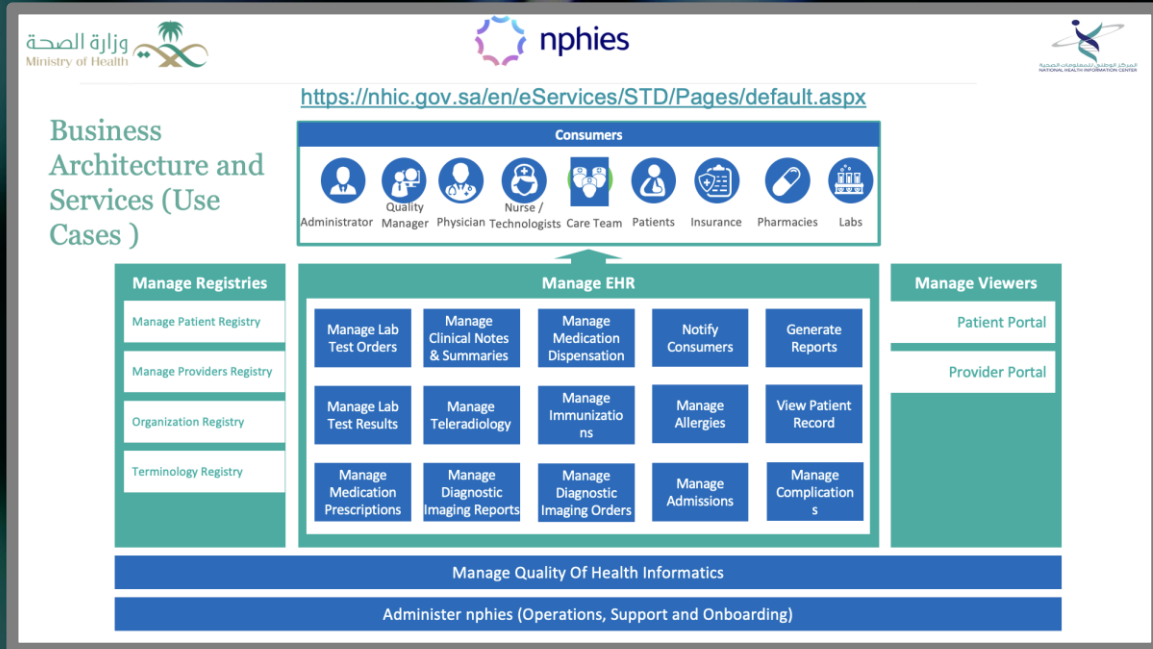 وزارة الصحة
Ministry of Health
nphies
المركز الوطني للمعلومات الصحية
NATIONAL HEALTH INFORMATION CENTER
https://nhic.gov.sa/en/eServices/STD/Pages/default.aspx
Business
Architecture and
Services (Use
Cases )
Consumers
Administrator
Quality
Manager
Physician
Nurse /
Technologists
Care Team
Patients
Insurance
Pharmacies
Labs
Manage Registries
Manage Patient Registry
Manage Providers Registry
Organization Registry
Terminology Registry
Manage EHR
Manage Lab
Test Orders
Manage
Clinical Notes
& Summaries
Manage
Medication
Dispensation
Notify
Consumers
Generate
Reports
Manage Lab
Test Results
Manage
Teleradiology
Manage
Immunizatio
ns
Manage
Allergies
View Patient
Record
Manage
Medication
Prescriptions
Manage
Diagnostic
Imaging Reports
Manage
Diagnostic
Imaging Orders
Manage
Admissions
Manage
Complication
s
Manage Viewers
Patient Portal
Provider Portal
Manage Quality Of Health Informatics
Administer nphies (Operations, Support and Onboarding)